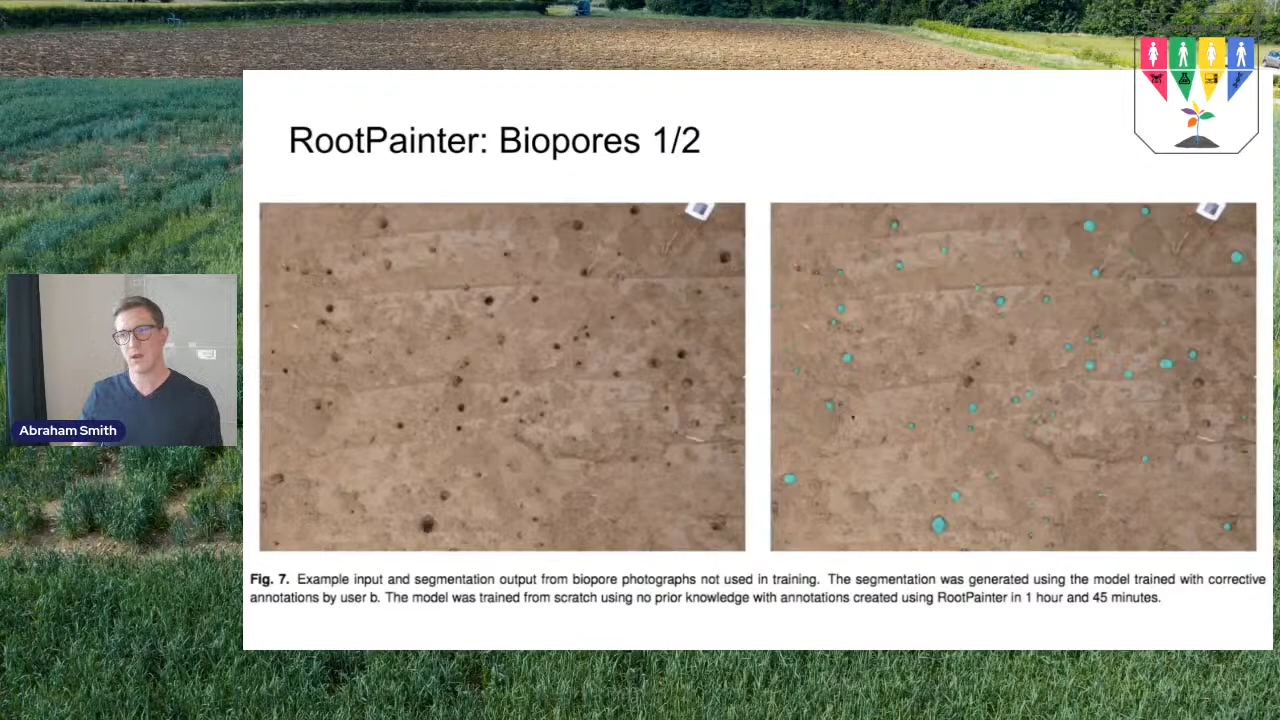 RootPainter: Biopores 1/2
Abraham Smith
Fig. 7. Example input and segmentation output from biopore photographs not used in training. The segmentation was generated using the model trained with corrective
annotations by user b. The model was trained from scratch using no prior knowledge with annotations created using RootPainter in 1 hour and 45 minutes.